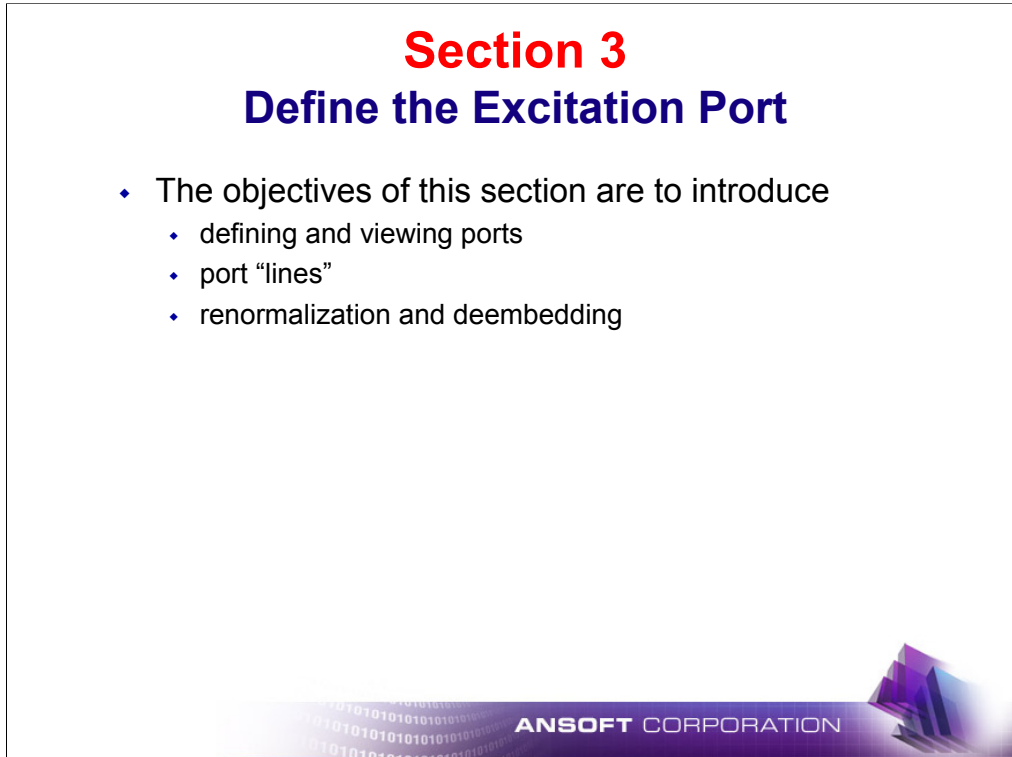 Section 3
Define the Excitation Port
The objectives of this section are to introduce
defining and viewing ports
port “lines”
renormalization and deembedding
ANSOFT CORPORATION